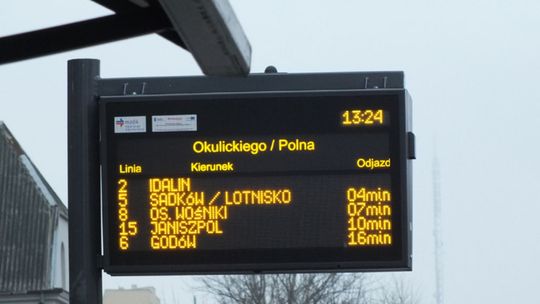 13:24
Okulickiego / Polna
Linia Kierunek Odjazd
2 IDALIN
5 SADKÓW / LOTNISKO 04min
8 OS. WOŚNIKI 07min
15 JANISZPOL 10min
6 GODÓW 16min